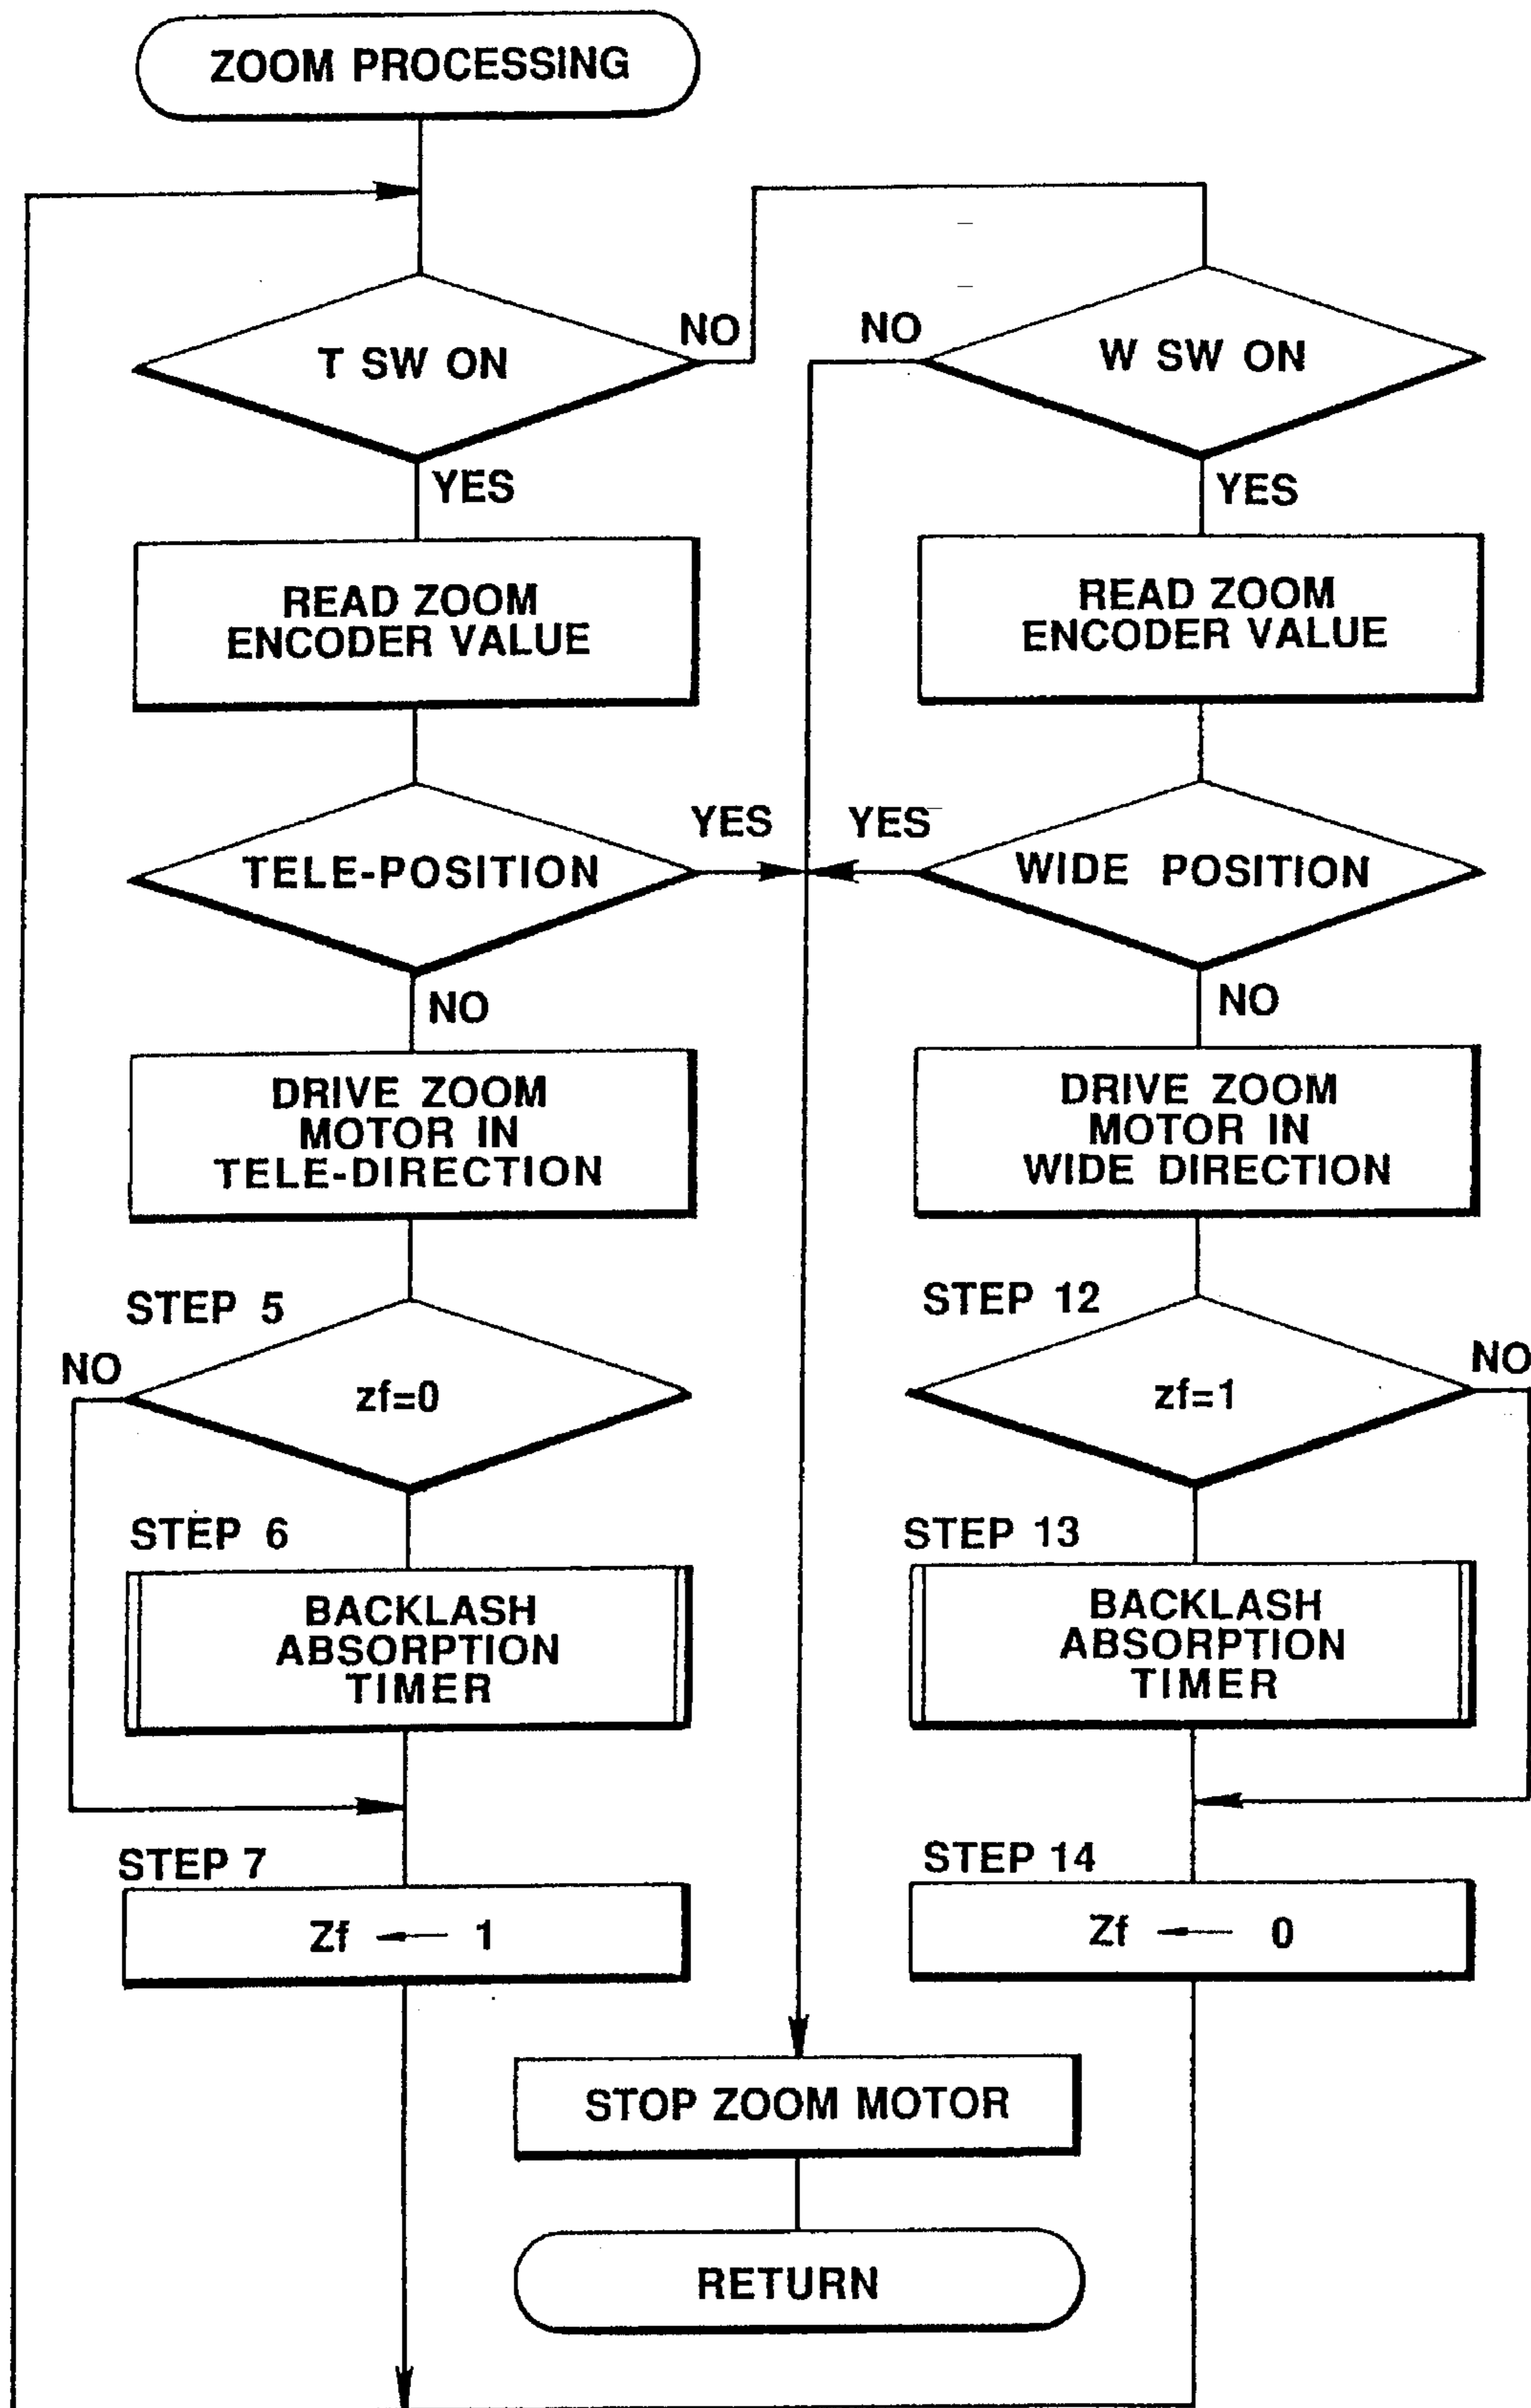 ZOOM PROCESSING
T SW ON
NO
YES
READ ZOOM
ENCODER VALUE
TELE-POSITION
YES
NO
DRIVE ZOOM
MOTOR IN
TELE-DIRECTION
STEP 5
NO
zf=0
STEP 6
BACKLASH
ABSORPTION
TIMER
STEP 7
Zf ← 1
W SW ON
NO
YES
READ ZOOM
ENCODER VALUE
WIDE POSITION
YES
NO
DRIVE ZOOM
MOTOR IN
WIDE DIRECTION
STEP 12
NO
zf=1
STEP 13
BACKLASH
ABSORPTION
TIMER
STEP 14
Zf ← 0
STOP ZOOM MOTOR
RETURN